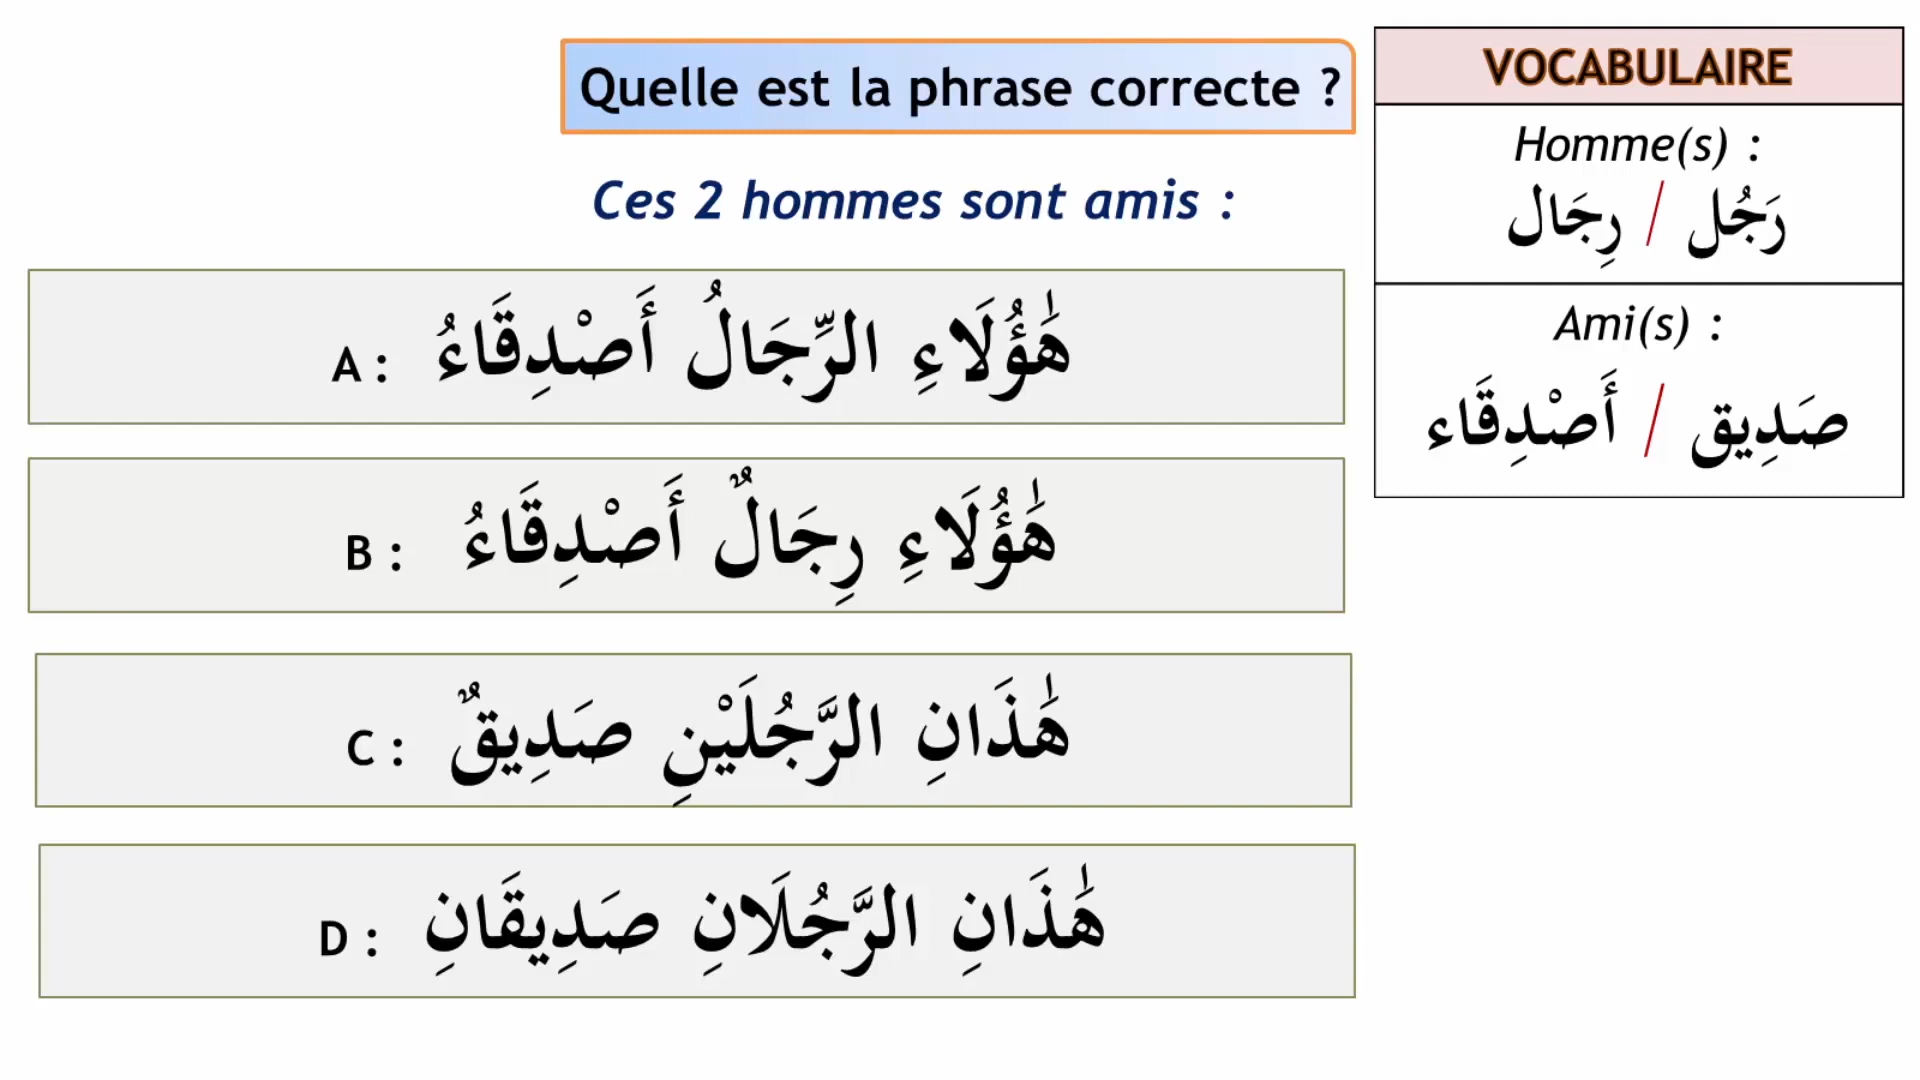 Quelle est la phrase correcte ?
Ces 2 hommes sont amis :
A : هَٰؤُلَاءِ الرِّجَالُ أَصْدِقَاءُ
B : هَٰؤُلَاءِ رِجَالٌ أَصْدِقَاءُ
C : هَٰذَانِ الرَّجُلَيْنِ صَدِيقٌ
D : هَٰذَانِ الرَّجُلَانِ صَدِيقَانِ
VOCABULAIRE
Homme(s) :
رَجُل / رِجَال
Ami(s) :
صَدِيق / أَصْدِقَاء